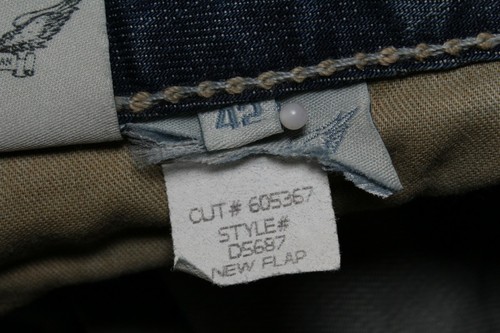 42
CUT# 605367
STYLE#
D5687
NEW FLAP